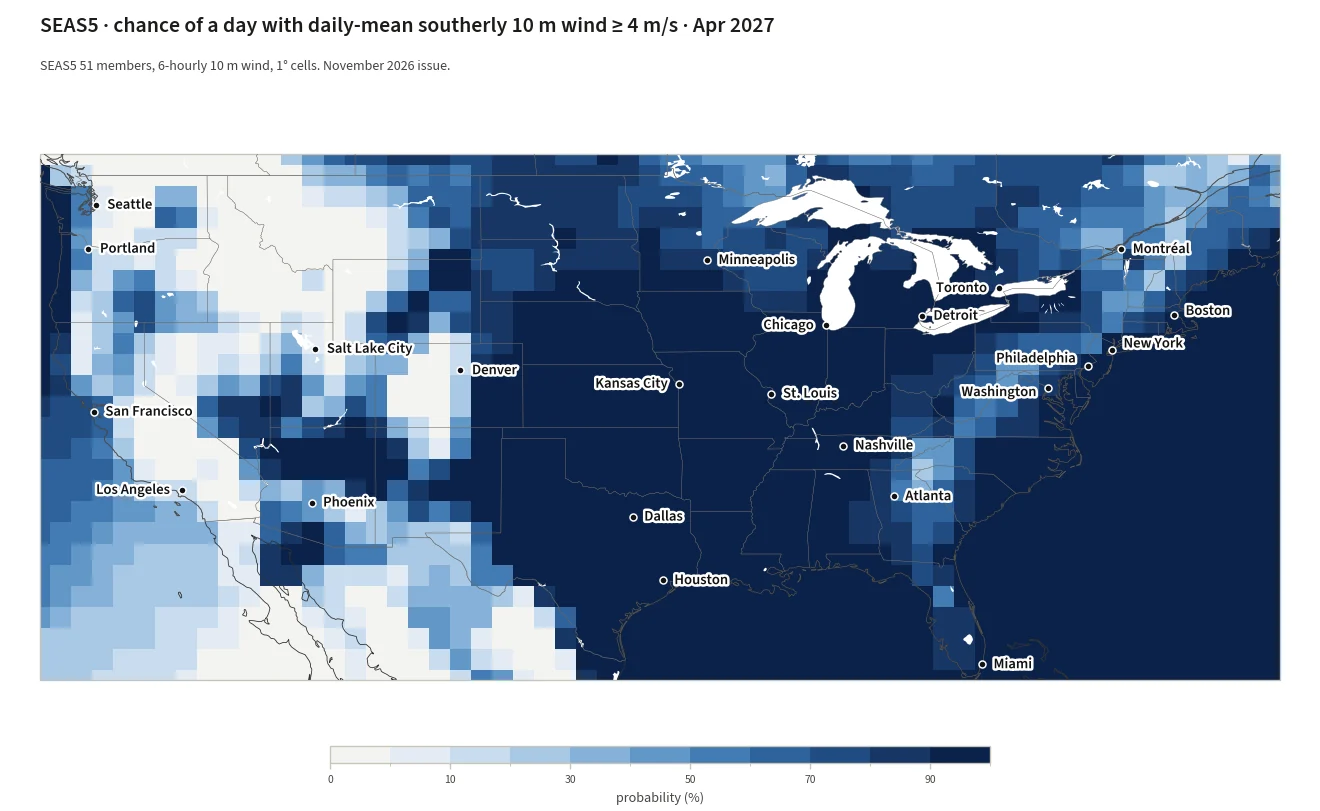 SEAS5 · chance of a day with daily-mean southerly 10 m wind ≥ 4 m/s · Apr 2027
SEAS5 51 members, 6-hourly 10 m wind, 1° cells. November 2026 issue.
Seattle
Portland
Montréal
Minneapolis
Toronto
Boston
Detroit
Chicago
New York
Salt Lake City
Philadelphia
Denver
Kansas City
St. Louis
Washington
San Francisco
Nashville
Los Angeles
Atlanta
Phoenix
Dallas
Houston
Miami
0 10 30 50 70 90
probability (%)